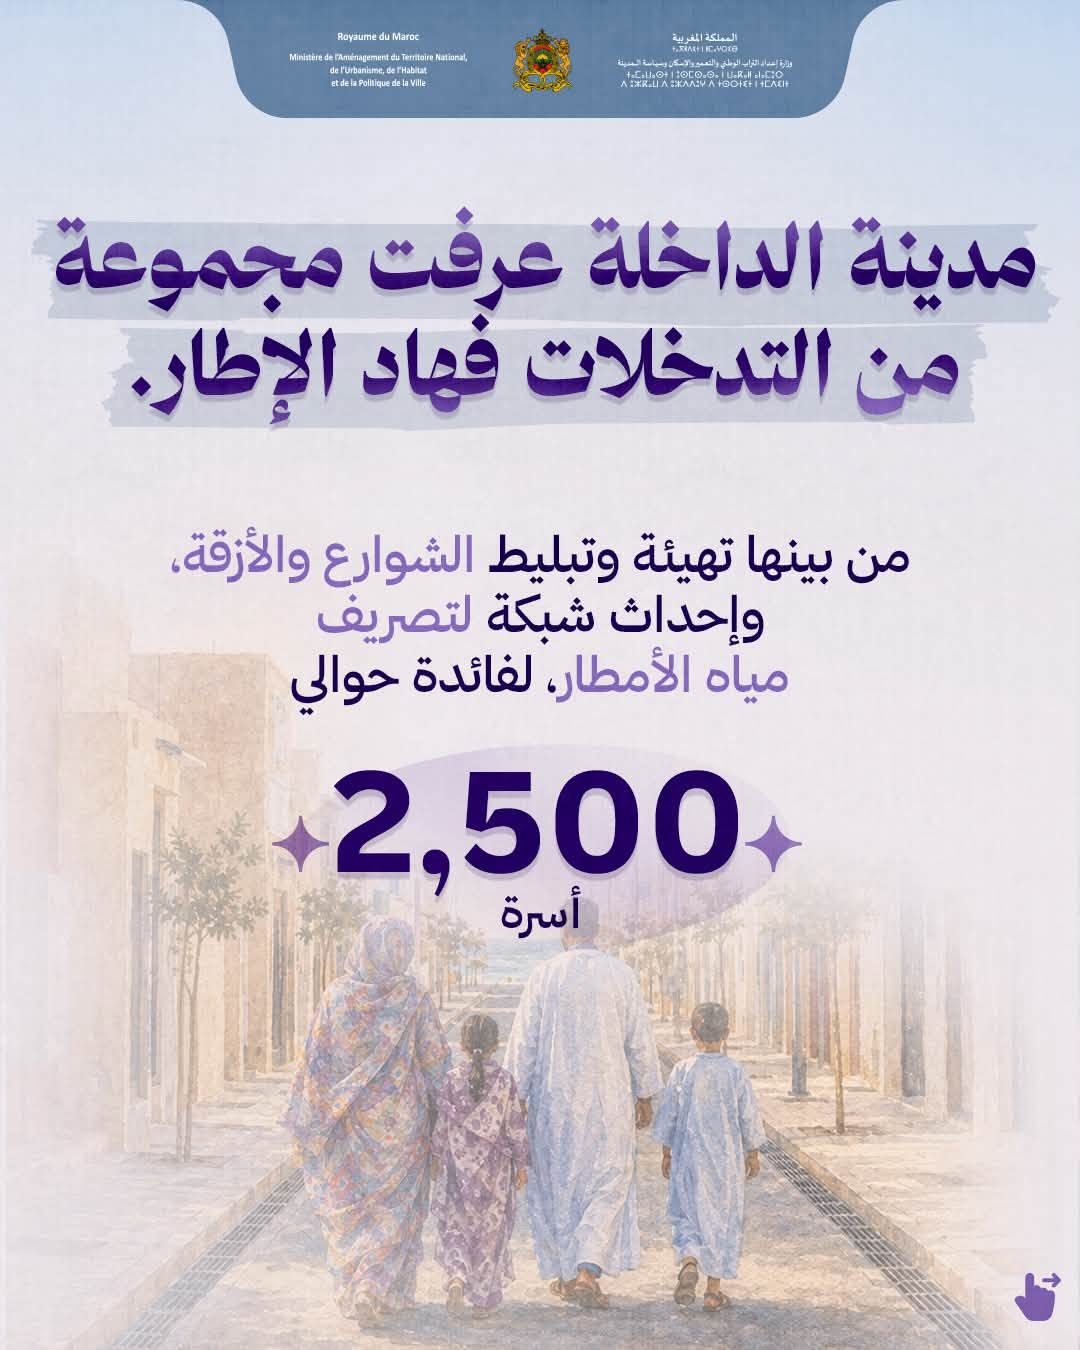 Royaume du Maroc
Ministère de l'Aménagement du Territoire National,
de l'Urbanisme, de l'Habitat
et de la Politique de la Ville
المملكة المغربية
ⵜⴰⴳⵍⴷⵉⵜ ⵏ ⵍⵎⵖⵔⵉⴱ
وزارة إعداد التراب الوطني والتعمير والإسكان وسياسة المدينة
مدينة الداخلة عرفت مجموعة
من التدخلات فهاد الإطار.
من بينها تهيئة وتبليط الشوارع والأزقة،
وإحداث شبكة لتصريف
مياه الأمطار، لفائدة حوالي
2,500
أسرة